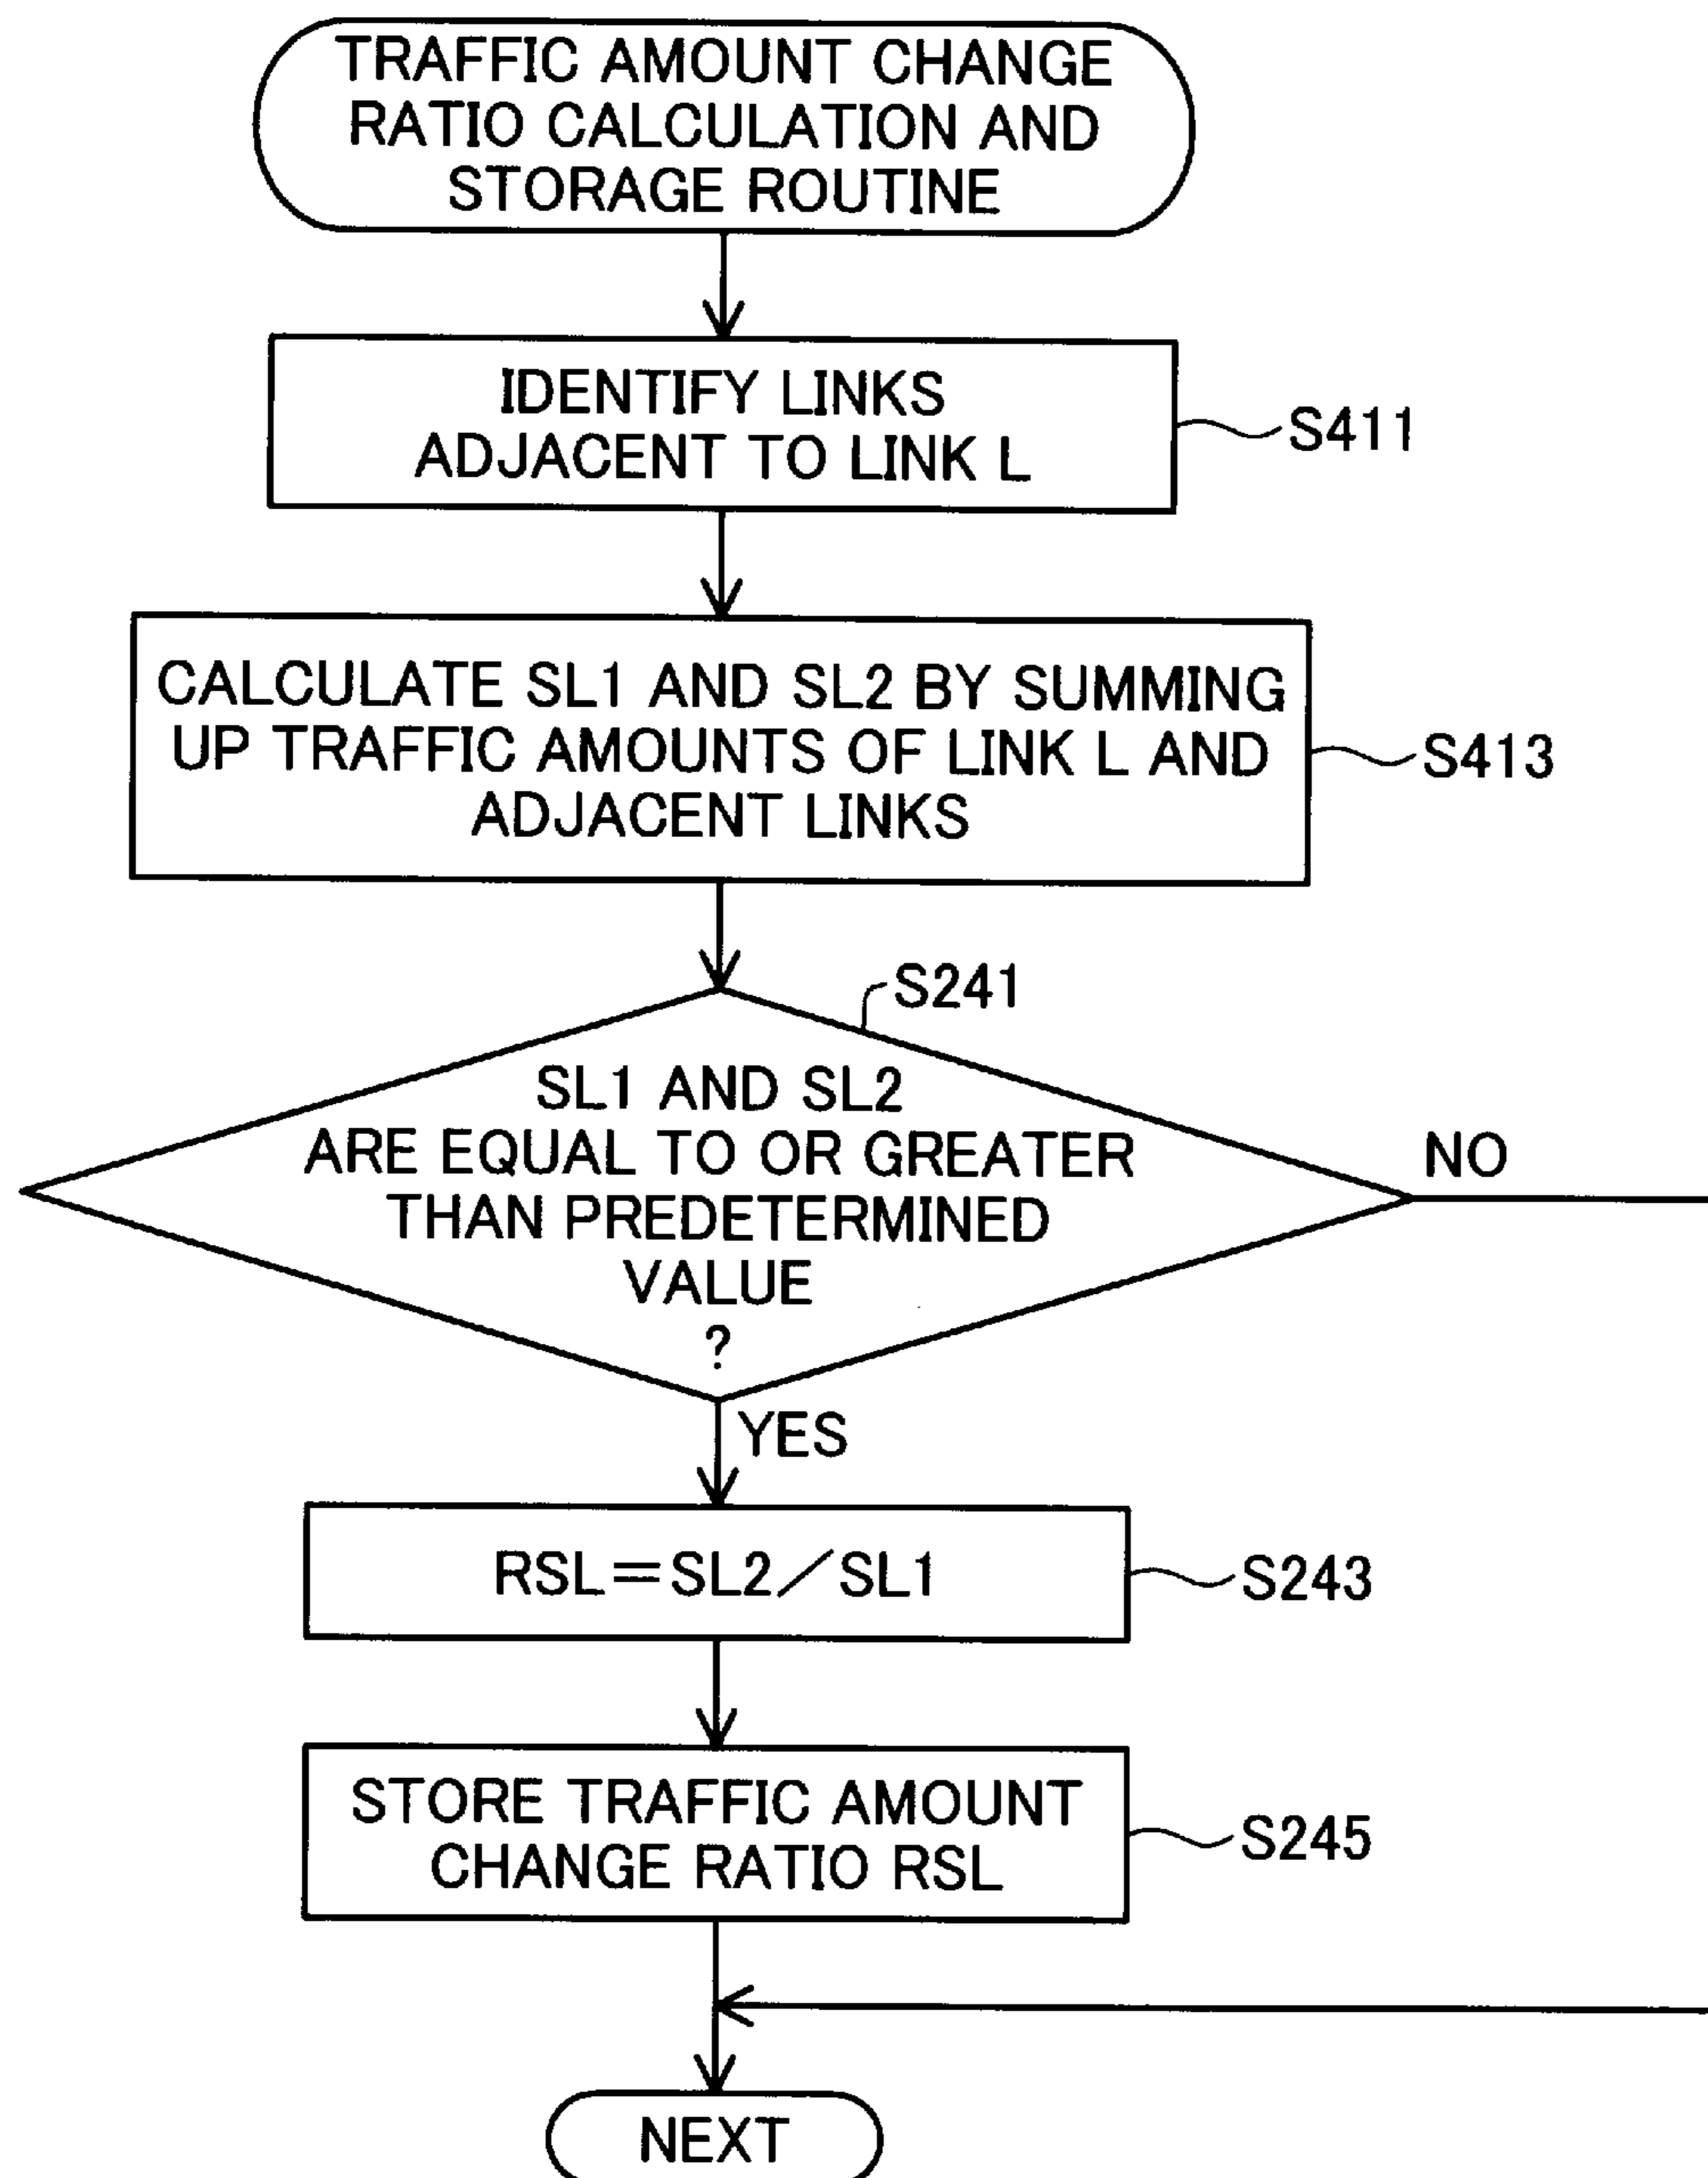 TRAFFIC AMOUNT CHANGE
RATIO CALCULATION AND
STORAGE ROUTINE
IDENTIFY LINKS
ADJACENT TO LINK L
S411
CALCULATE SL1 AND SL2 BY SUMMING
UP TRAFFIC AMOUNTS OF LINK L AND
ADJACENT LINKS
S413
S241
SL1 AND SL2
ARE EQUAL TO OR GREATER
THAN PREDETERMINED
VALUE
?
NO
YES
RSL=SL2/SL1
S243
STORE TRAFFIC AMOUNT
CHANGE RATIO RSL
S245
NEXT